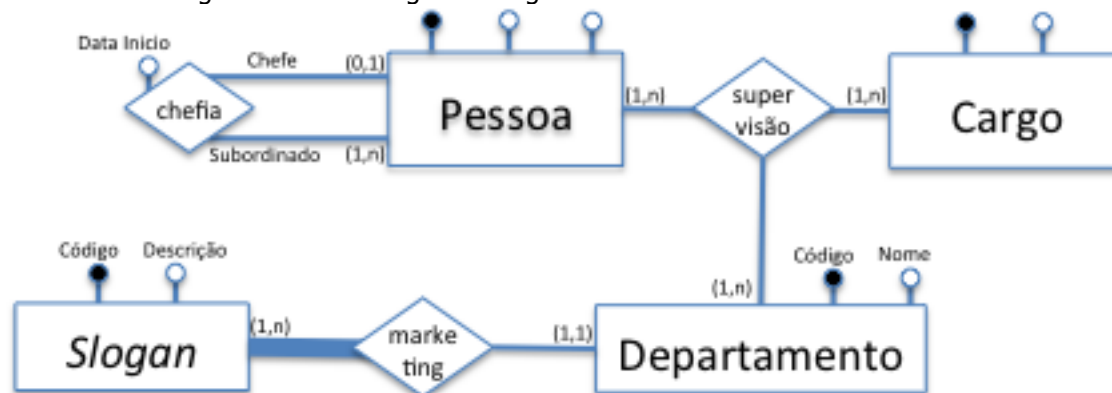 Data Inicio
Chefe
(0,1)
chefia
Pessoa
(1,n)
super
visão
(1,n)
Cargo
Subordinado
(1,n)
Código
Descrição
Código
Nome
(1,n)
(1,n)
Slogan
marke
ting
(1,1)
Departamento